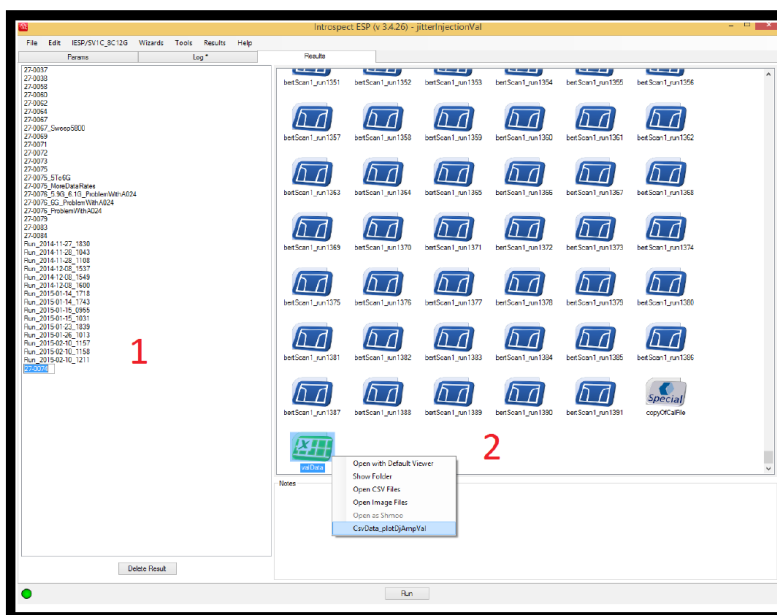 Introspect ESP (v 3.4.26) - jitterInjectionVal
File Edit IESP/SV1C_8C12G Wizards Tools Results Help
Params Log * Results
27-0037
27-0038
27-0058
27-0060
27-0062
27-0064
27-0067
27-0067_Sweep5800
27-0069
27-0071
27-0072
27-0073
27-0075
27-0075_5To6G
27-0075_MoreDataRates
27-0076_5.9G_6.1G_ProblemWithA024
27-0076_6G_ProblemWithA024
27-0076_ProblemWithA024
27-0079
27-0083
27-0084
Run_2014-11-27_1830
Run_2014-11-28_1043
Run_2014-11-28_1108
Run_2014-12-08_1537
Run_2014-12-08_1549
Run_2014-12-08_1600
Run_2015-01-14_1718
Run_2015-01-14_1743
Run_2015-01-15_0955
Run_2015-01-15_1031
Run_2015-01-23_1839
Run_2015-01-26_1013
Run_2015-02-10_1157
Run_2015-02-10_1158
Run_2015-02-10_1211
27-0074
1
Delete Result
bertScan1_run1351 bertScan1_run1352 bertScan1_run1353 bertScan1_run1354 bertScan1_run1355 bertScan1_run1356
bertScan1_run1357 bertScan1_run1358 bertScan1_run1359 bertScan1_run1360 bertScan1_run1361 bertScan1_run1362
bertScan1_run1363 bertScan1_run1364 bertScan1_run1365 bertScan1_run1366 bertScan1_run1367 bertScan1_run1368
bertScan1_run1369 bertScan1_run1370 bertScan1_run1371 bertScan1_run1372 bertScan1_run1373 bertScan1_run1374
bertScan1_run1375 bertScan1_run1376 bertScan1_run1377 bertScan1_run1378 bertScan1_run1379 bertScan1_run1380
bertScan1_run1381 bertScan1_run1382 bertScan1_run1383 bertScan1_run1384 bertScan1_run1385 bertScan1_run1386
Special
bertScan1_run1387 bertScan1_run1388 bertScan1_run1389 bertScan1_run1390 bertScan1_run1391 copyOfCalFile
2
valData
Open with Default Viewer
Show Folder
Open CSV Files
Open Image Files
Open as Shmoo
CsvData_plotDjAmpVal
Notes
Run